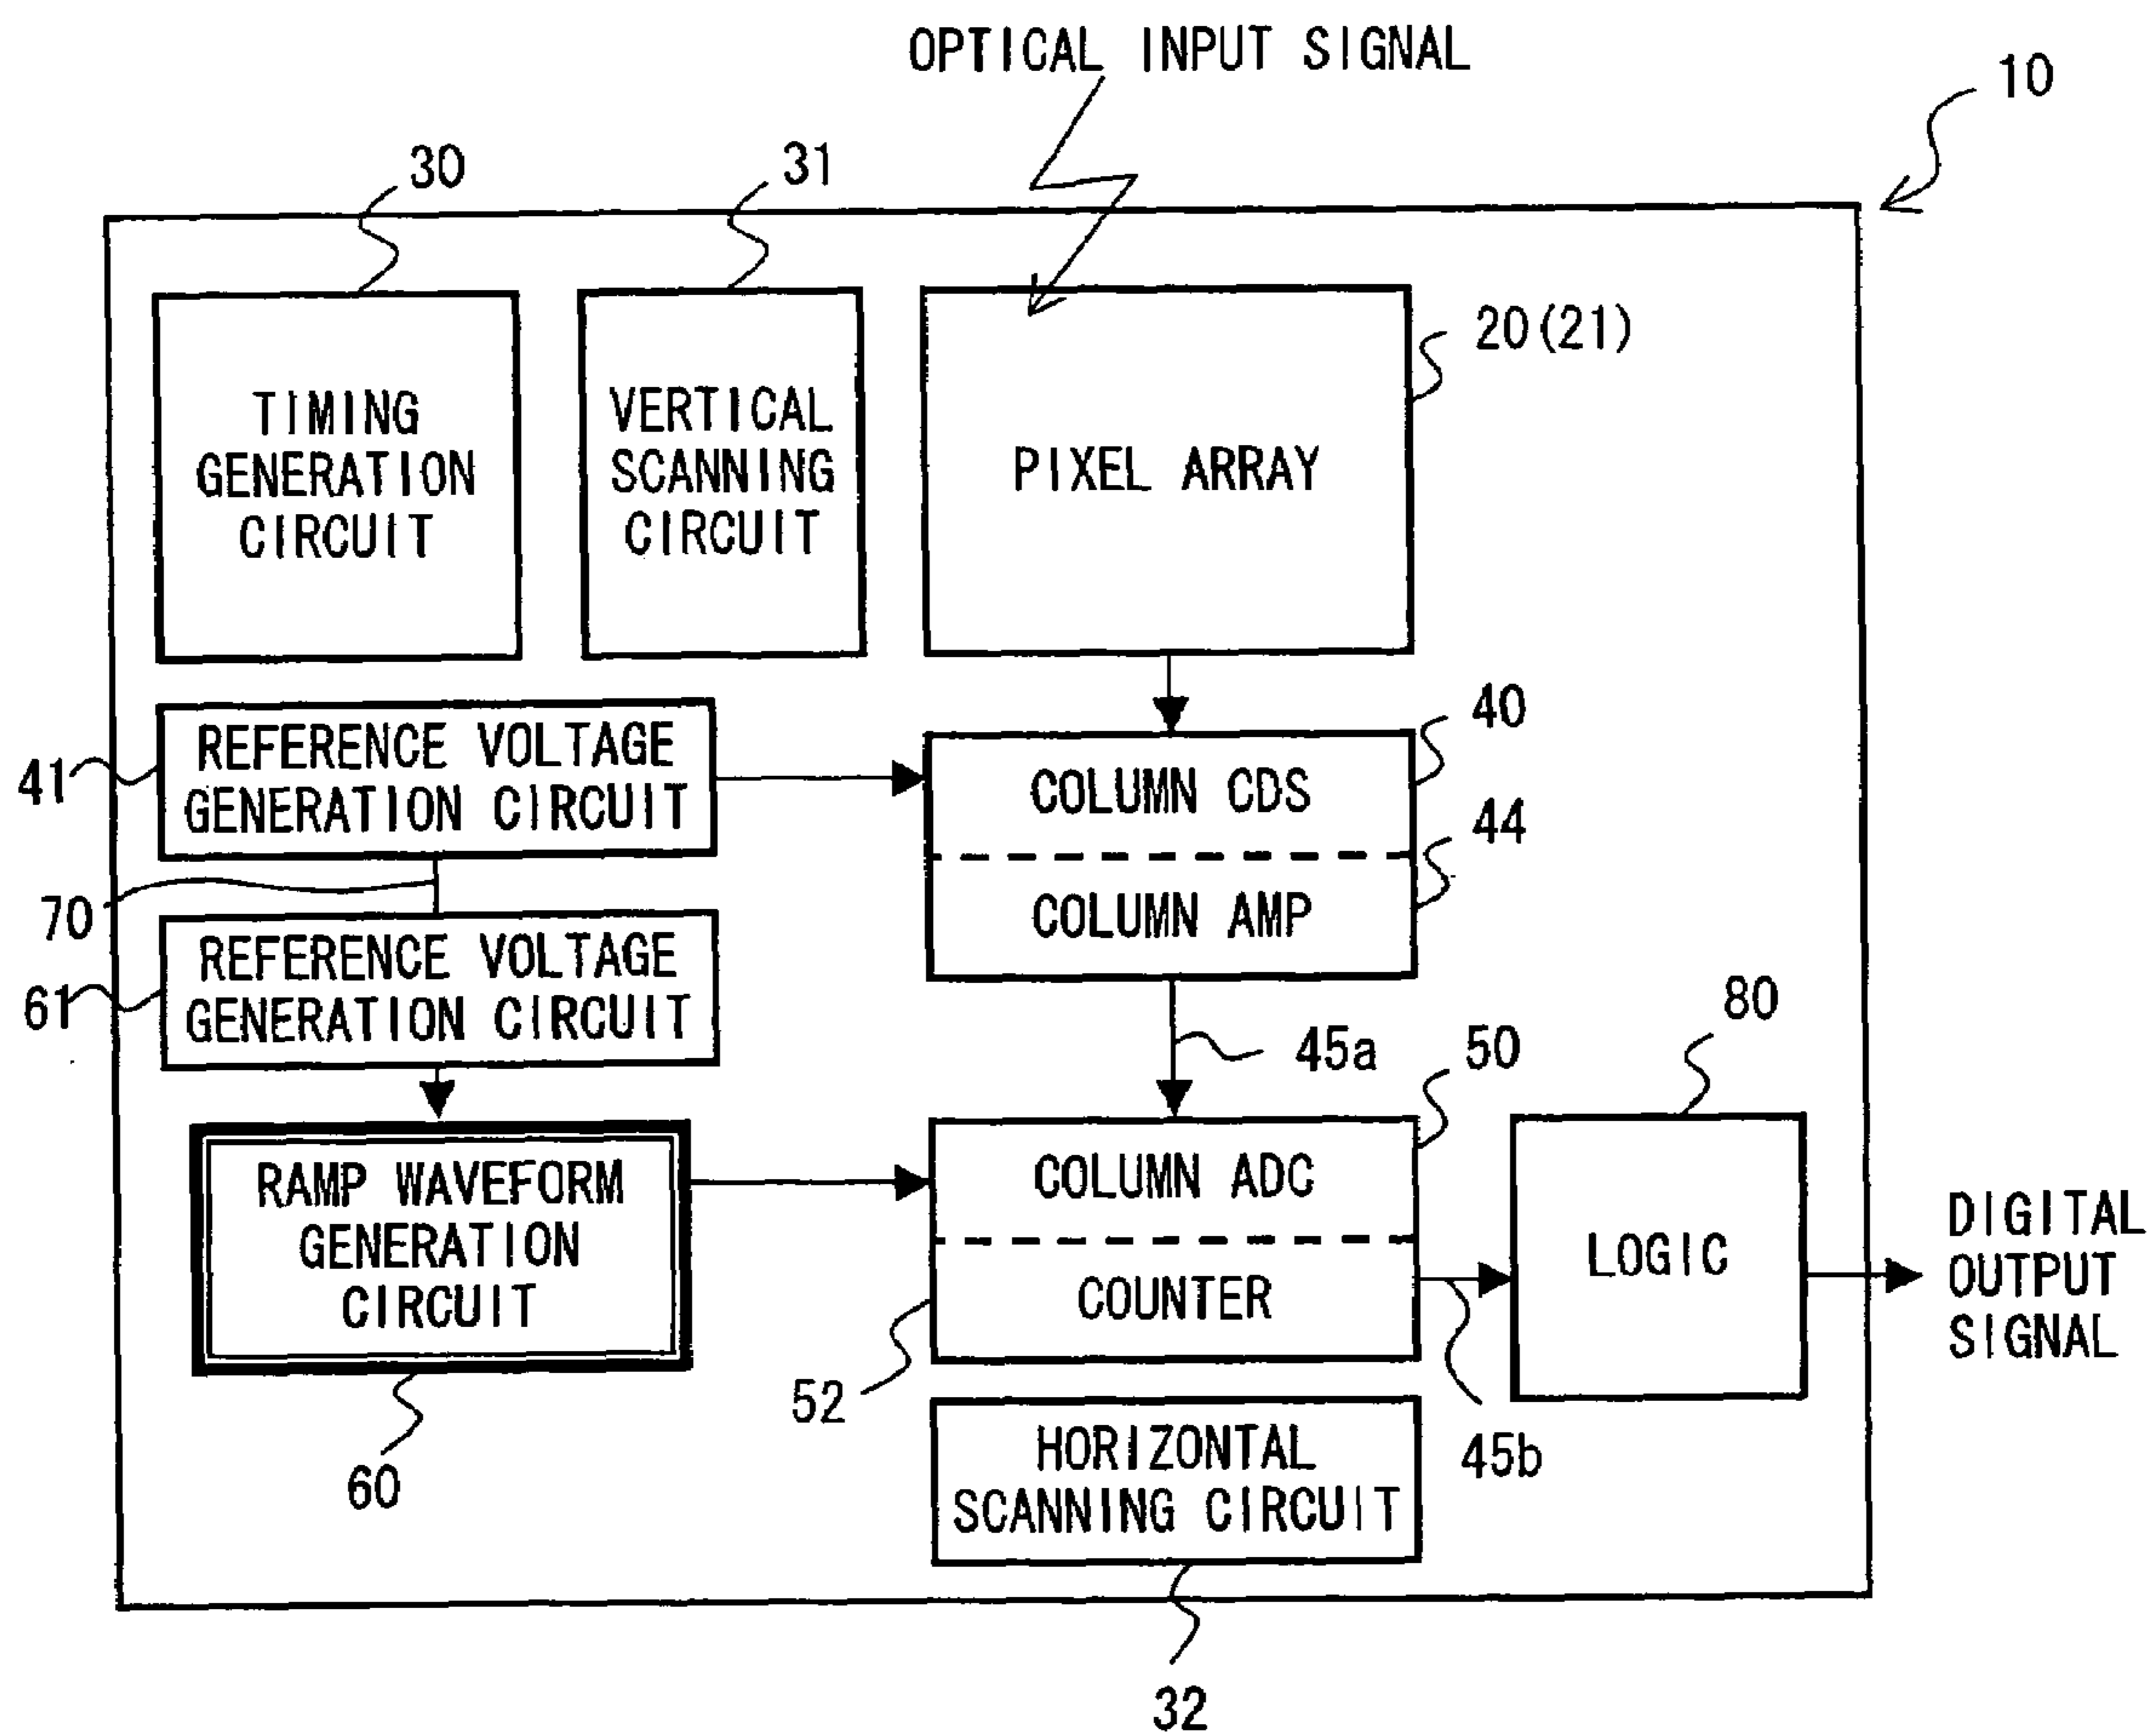 OPTICAL INPUT SIGNAL
10
30
31
20(21)
TIMING
GENERATION
CIRCUIT
VERTICAL
SCANNING
CIRCUIT
PIXEL ARRAY
41
REFERENCE VOLTAGE
GENERATION CIRCUIT
40
COLUMN CDS
44
COLUMN AMP
70
61
REFERENCE VOLTAGE
GENERATION CIRCUIT
45a
50
80
RAMP WAVEFORM
GENERATION
CIRCUIT
60
COLUMN ADC
COUNTER
52
45b
LOGIC
DIGITAL
OUTPUT
SIGNAL
HORIZONTAL
SCANNING CIRCUIT
32